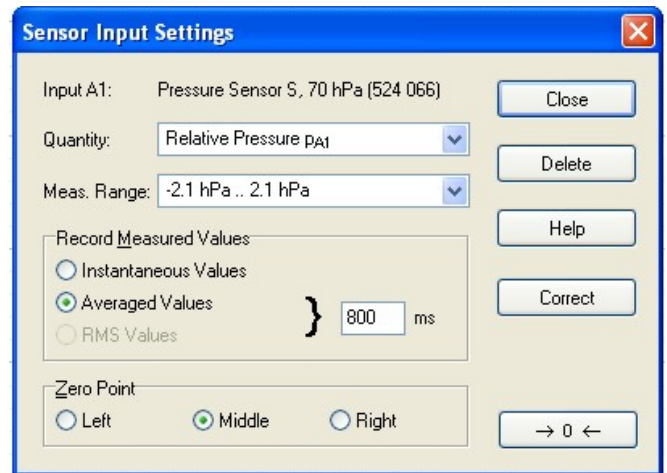 Sensor Input Settings
Input A1: Pressure Sensor S, 70 hPa (524 066)
Close
Quantity: Relative Pressure pA1
Delete
Meas. Range: -2.1 hPa .. 2.1 hPa
Help
Record Measured Values
Instantaneous Values
Averaged Values
800 ms
RMS Values
Correct
Zero Point
Left Middle Right
→ 0 ←